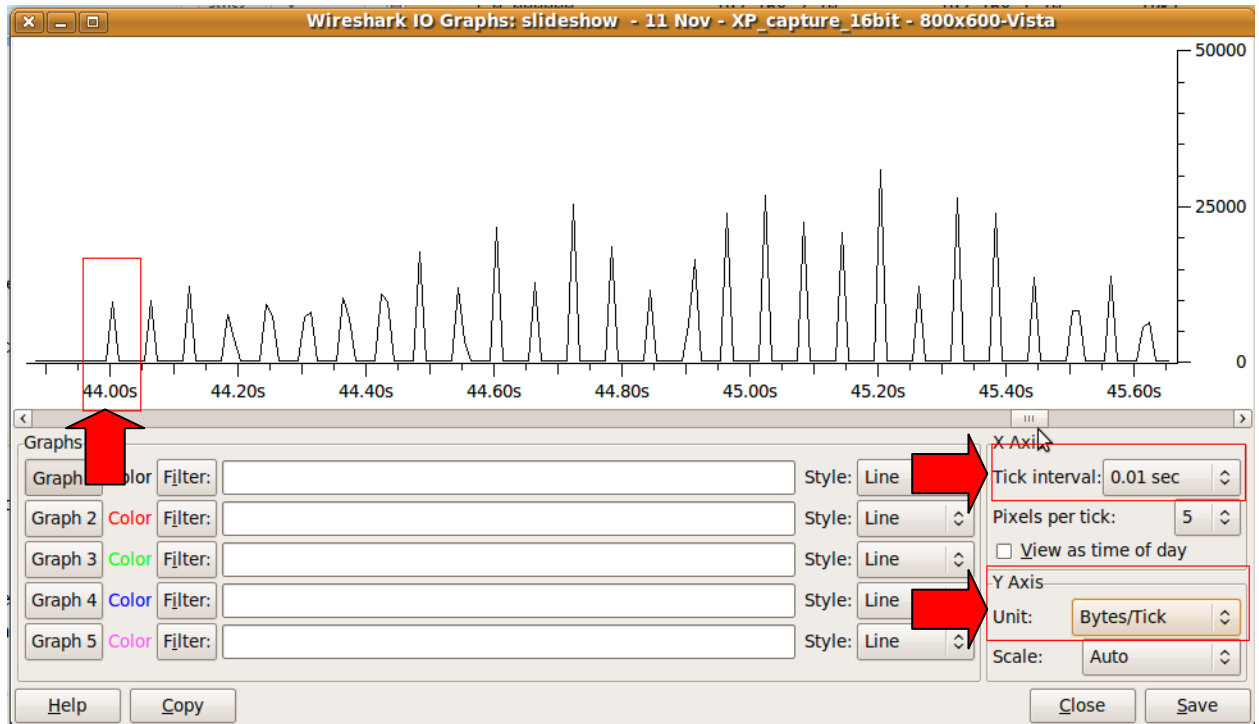 Wireshark IO Graphs: slideshow - 11 Nov - XP_capture_16bit - 800x600-Vista
50000
25000
0
44.00s 44.20s 44.40s 44.60s 44.80s 45.00s 45.20s 45.40s 45.60s
Graphs
X Axis
Graph Color Filter: Style: Line
Tick interval: 0.01 sec
Graph 2 Color Filter: Style: Line
Pixels per tick: 5
Graph 3 Color Filter: Style: Line
View as time of day
Y Axis
Graph 4 Color Filter: Style: Line
Unit: Bytes/Tick
Graph 5 Color Filter: Style: Line
Scale: Auto
Help Copy Close Save